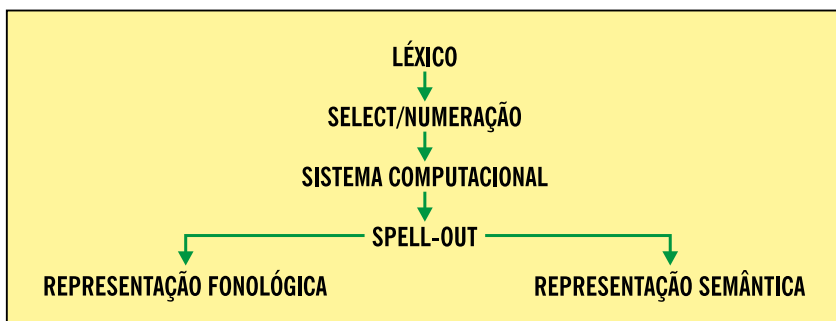 LÉXICO
SELECT/NUMERAÇÃO
SISTEMA COMPUTACIONAL
SPELL-OUT
REPRESENTAÇÃO FONOLÓGICA REPRESENTAÇÃO SEMÂNTICA